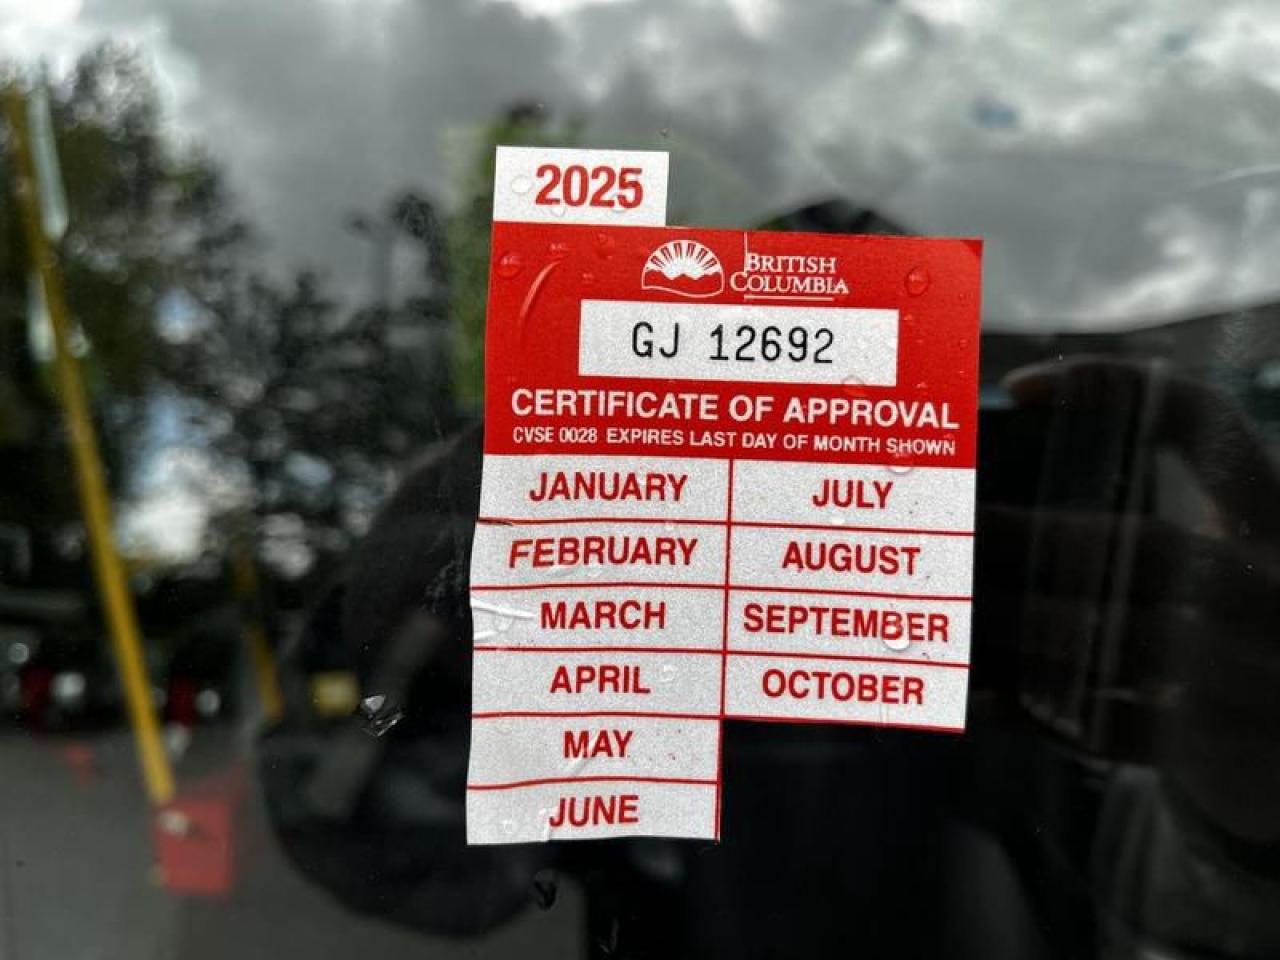 2025
BRITISH
COLUMBIA
GJ 12692
CERTIFICATE OF APPROVAL
CVSE 0028 EXPIRES LAST DAY OF MONTH SHOWN
JANUARY JULY
FEBRUARY AUGUST
MARCH SEPTEMBER
APRIL OCTOBER
MAY
JUNE